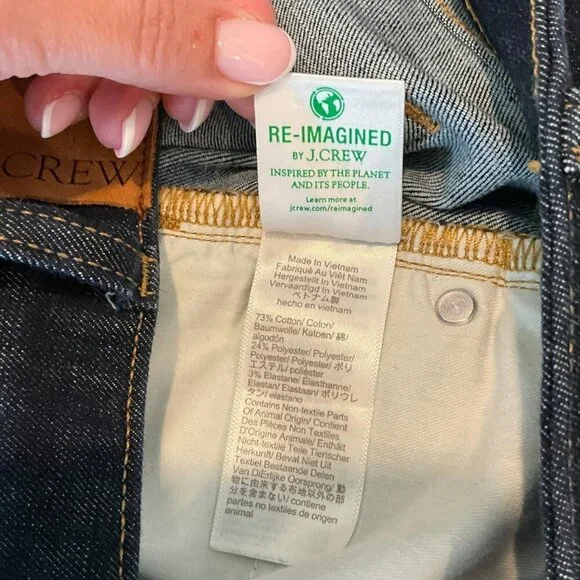 CREW
RE-IMAGINED
BY J.CREW
INSPIRED BY THE PLANET
AND ITS PEOPLE.
Learn more at
jcrew.com/reimagined
Made In Vietnam
Fabriqué Au Viêt Nam
Hergestellt In Vietnam
Vervaardigd In Vietnam
ベトナム製
hecho en vietnam
73% Cotton/ Coton/
Baumwolle/ Katoen/ 綿/
algodón
24% Polyester/ Polyester/
Polyester/ Polyester/ ポリ
エステル/ poliéster
3% Elastane/ Élasthanne/
Elastan/ Elastaan/ ポリウレ
タン/ elastano
Contains Non-textile Parts
Of Animal Origin/ Contient
Des Pièces Non Textiles
D'Origine Animale/ Enthält
Nicht Textile Teile Tierischer
Herkunft/ Bevat Niet Uit
Textiel Bestaande Delen
Van DiErlijke Oorsprong/ 動
物に由来する布地以外の部
分を含まない/ contiene
partes no textiles de origen
animal